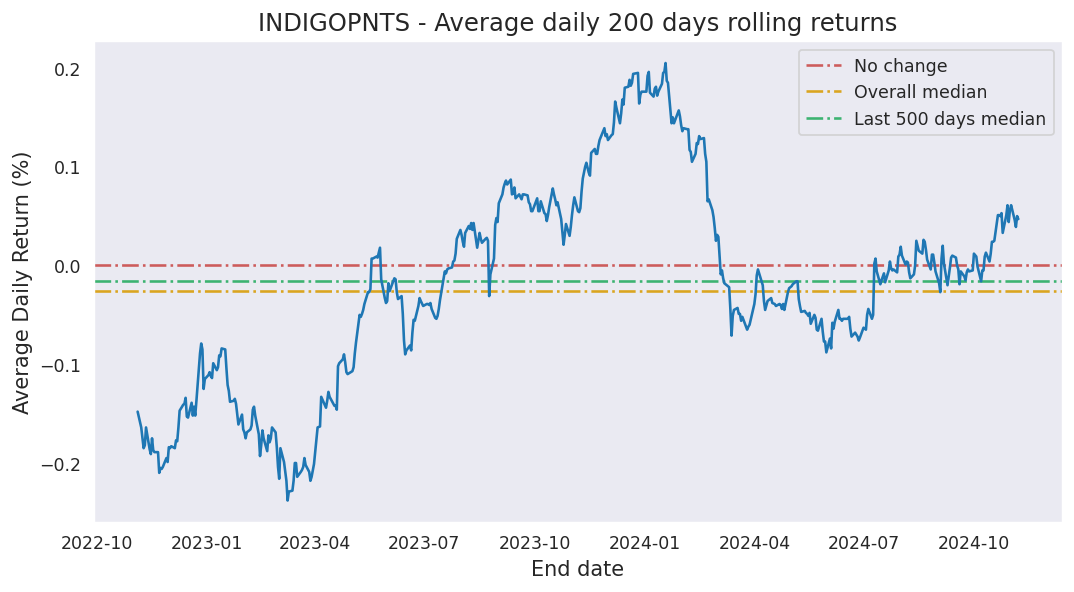 INDIGOPNTS - Average daily 200 days rolling returns
No change
Overall median
Last 500 days median
Average Daily Return (%)
0.2
0.1
0.0
−0.1
−0.2
2022-10 2023-01 2023-04 2023-07 2023-10 2024-01 2024-04 2024-07 2024-10
End date